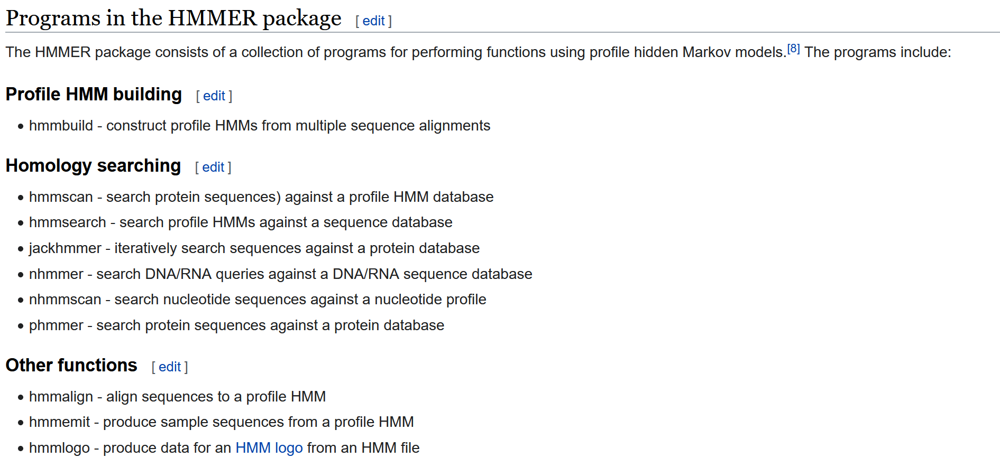 Programs in the HMMER package [ edit ]
The HMMER package consists of a collection of programs for performing functions using profile hidden Markov models.[8] The programs include:
Profile HMM building [ edit ]
• hmmbuild - construct profile HMMs from multiple sequence alignments
Homology searching [ edit ]
• hmmscan - search protein sequences) against a profile HMM database
• hmmsearch - search profile HMMs against a sequence database
• jackhmmer - iteratively search sequences against a protein database
• nhmmer - search DNA/RNA queries against a DNA/RNA sequence database
• nhmmscan - search nucleotide sequences against a nucleotide profile
• phmmer - search protein sequences against a protein database
Other functions [ edit ]
• hmmalign - align sequences to a profile HMM
• hmmemit - produce sample sequences from a profile HMM
• hmmlogo - produce data for an HMM logo from an HMM file